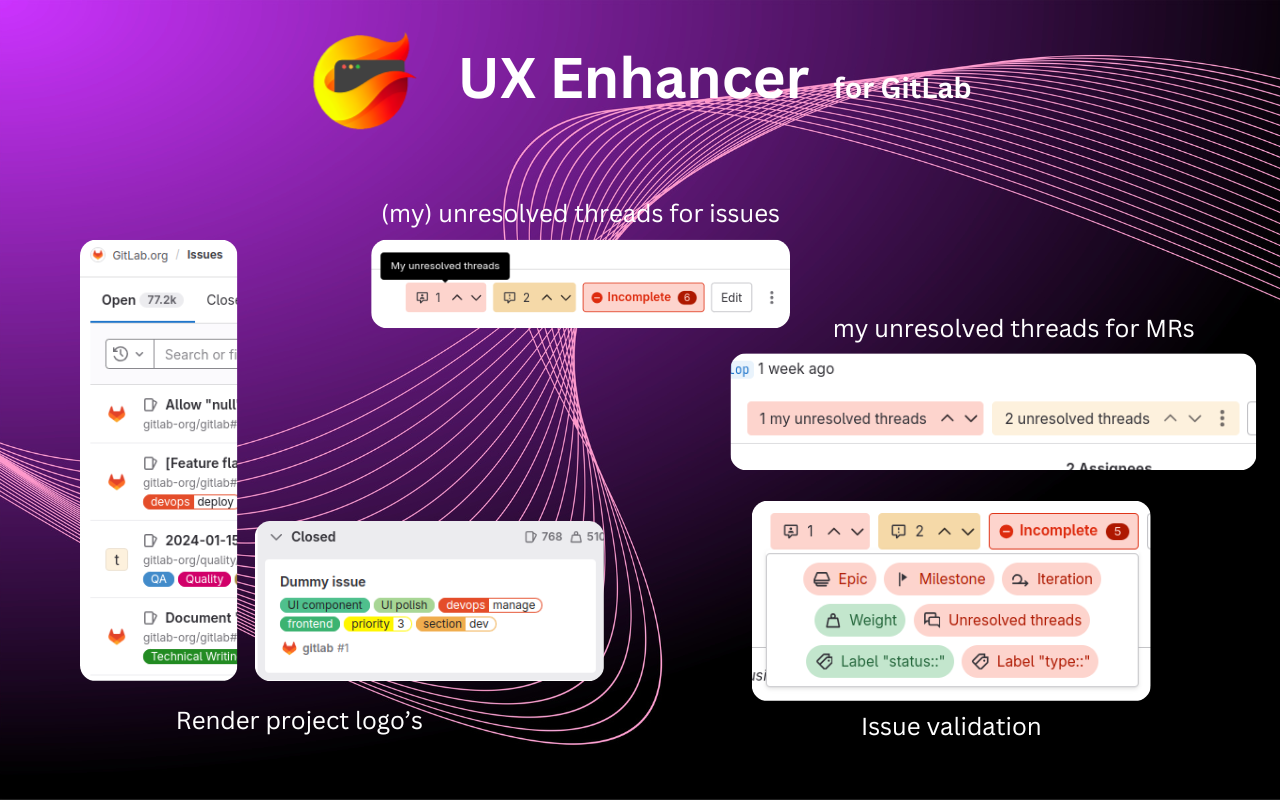 UX Enhancer for GitLab
(my) unresolved threads for issues
My unresolved threads
1 2 Incomplete 6 Edit
GitLab.org / Issues
Open 77.2k Clos
Search or fi
Allow "null"
gitlab-org/gitlab#
[Feature fla
gitlab-org/gitlab#
devops deploy
t 2024-01-15
gitlab-org/quality
QA Quality
Document
gitlab-org/gitlab#
Technical Writin
Closed 768 510
Dummy issue
UI component UI polish devops manage
frontend priority 3 section dev
gitlab #1
Render project logo's
my unresolved threads for MRs
lop 1 week ago
1 my unresolved threads 2 unresolved threads
2 Assignees
1 2 Incomplete 5
Epic Milestone Iteration
Weight Unresolved threads
Label "status::" Label "type::"
Issue validation